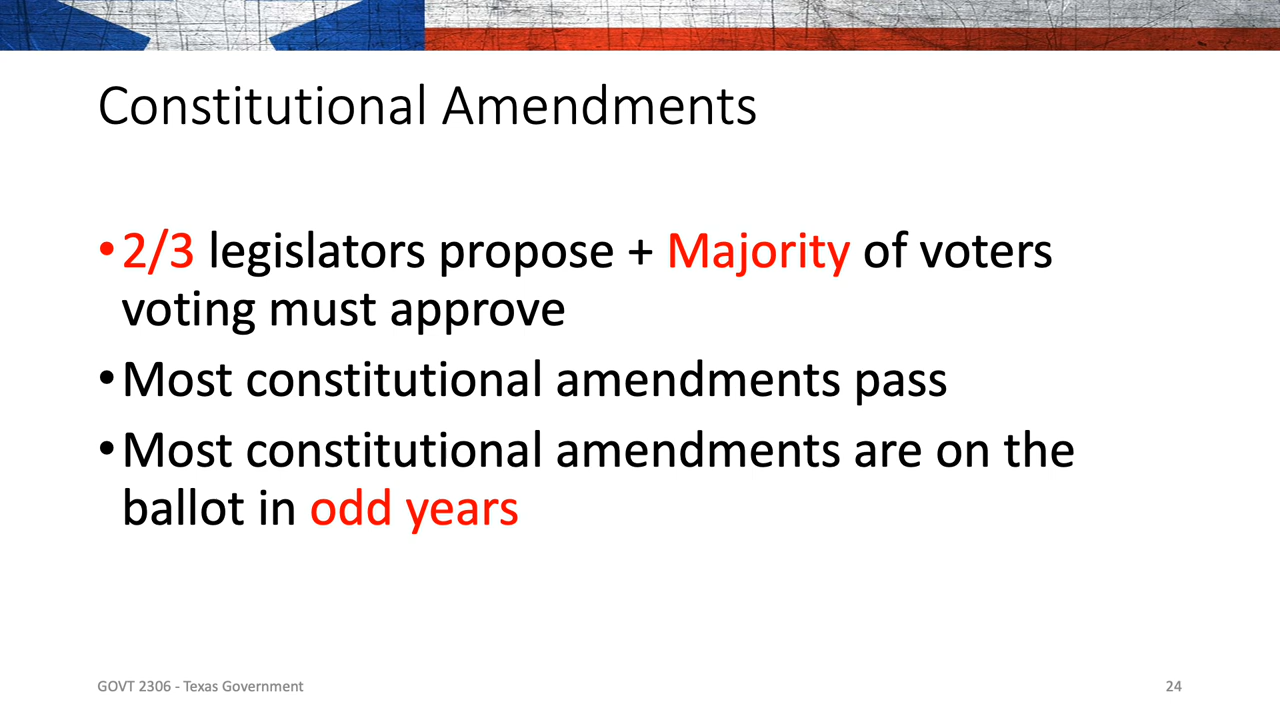 Constitutional Amendments
•2/3 legislators propose + Majority of voters
voting must approve
•Most constitutional amendments pass
•Most constitutional amendments are on the
ballot in odd years
GOVT 2306 - Texas Government
24